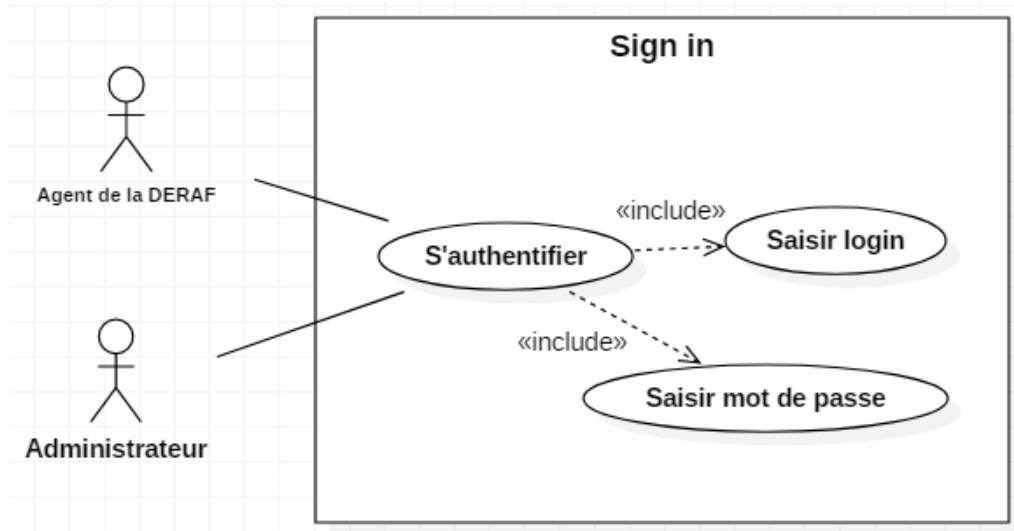 Sign in
Agent de la DERAF
«include»
Saisir login
S'authentifier
«include»
Saisir mot de passe
Administrateur